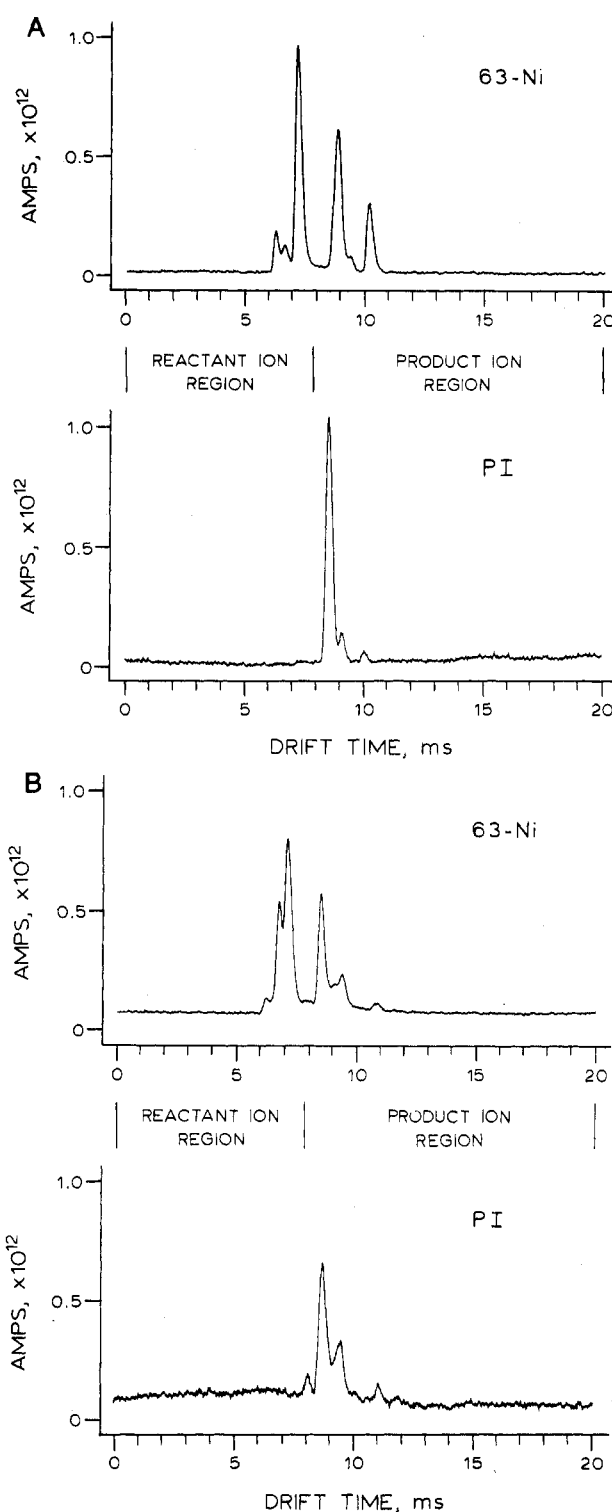 A
63-Ni
AMPS, x10¹²
1.0
0.5
0
0 5 10 15 20
REACTANT ION REGION
PRODUCT ION REGION
PI
AMPS, x10¹²
1.0
0.5
0
0 5 10 15 20
DRIFT TIME, ms
B
63-Ni
AMPS, x10¹²
1.0
0.5
0
0 5 10 15 20
REACTANT ION REGION
PRODUCT ION REGION
PI
AMPS, x10¹²
1.0
0.5
0
0 5 10 15 20
DRIFT TIME, ms